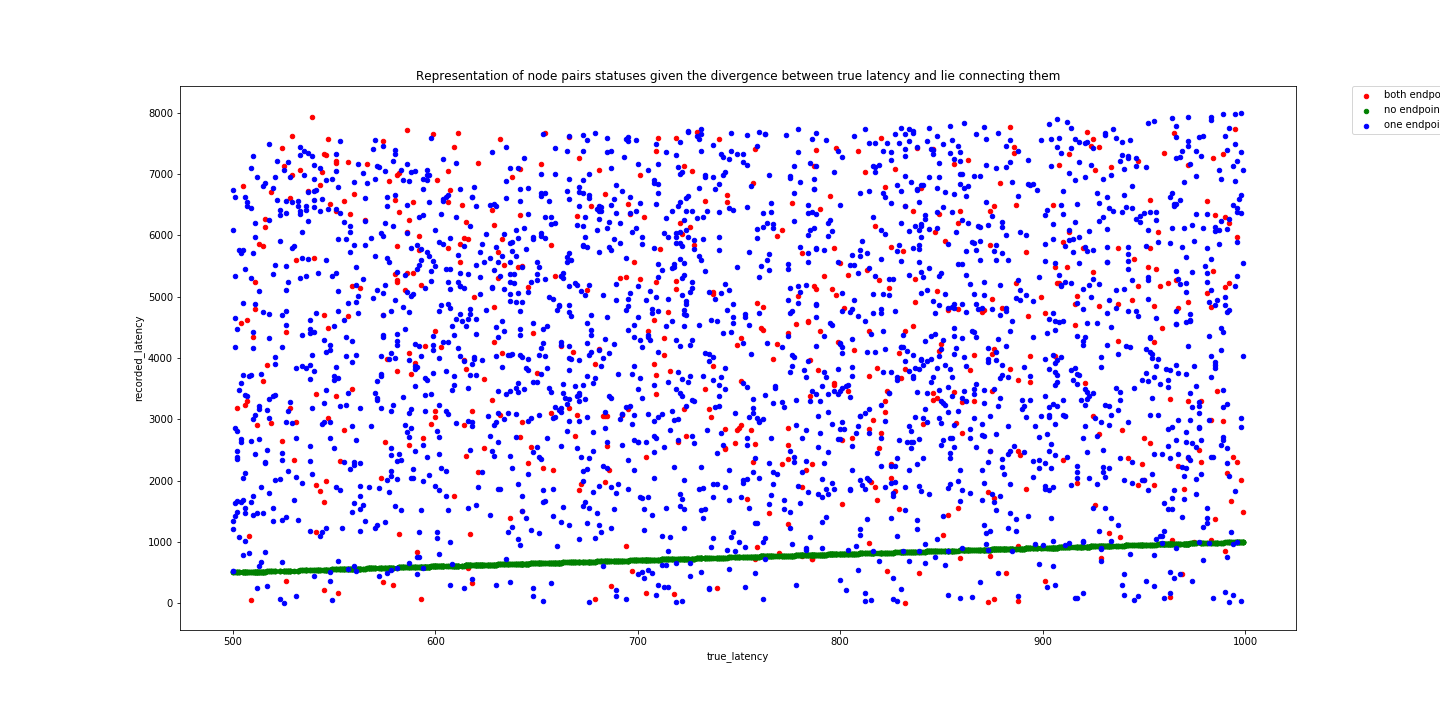 Representation of node pairs statuses given the divergence between true latency and lie connecting them
both endpo
no endpoin
one endpoi
8000
7000
6000
5000
4000
3000
2000
1000
0
recorded_latency
500
600
700
800
900
1000
true_latency